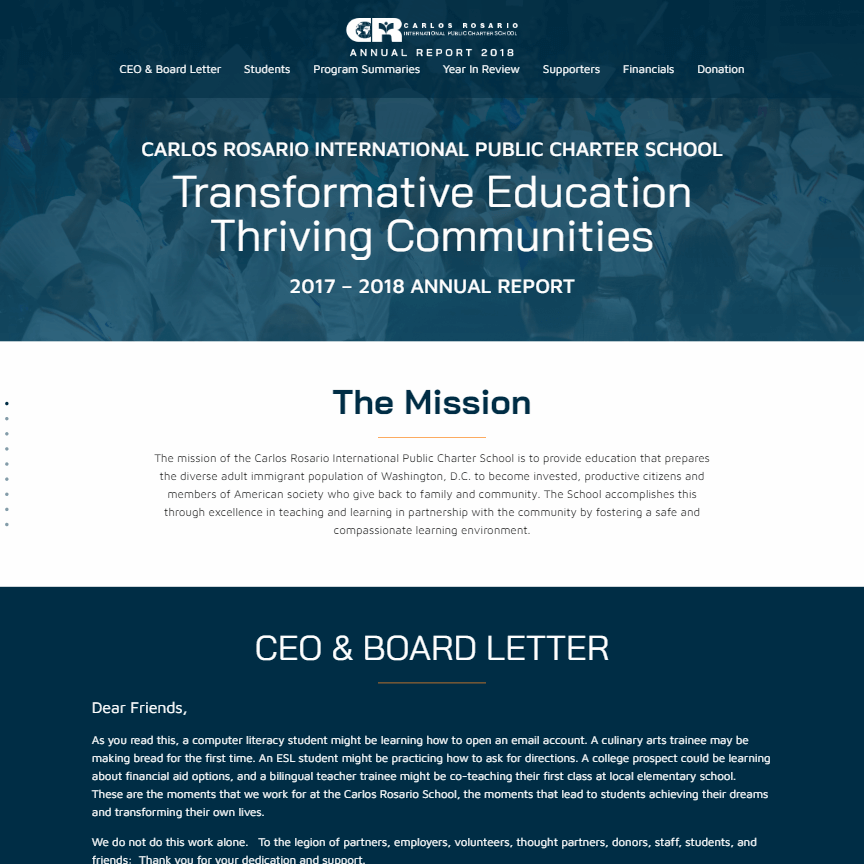 CR CARLOS ROSARIO
INTERNATIONAL PUBLIC CHARTER SCHOOL
ANNUAL REPORT 2018
CEO & Board Letter Students Program Summaries Year In Review Supporters Financials Donation
CARLOS ROSARIO INTERNATIONAL PUBLIC CHARTER SCHOOL
Transformative Education
Thriving Communities
2017 – 2018 ANNUAL REPORT
The Mission
The mission of the Carlos Rosario International Public Charter School is to provide education that prepares
the diverse adult immigrant population of Washington, D.C. to become invested, productive citizens and
members of American society who give back to family and community. The School accomplishes this
through excellence in teaching and learning in partnership with the community by fostering a safe and
compassionate learning environment.
CEO & BOARD LETTER
Dear Friends,
As you read this, a computer literacy student might be learning how to open an email account. A culinary arts trainee may be
making bread for the first time. An ESL student might be practicing how to ask for directions. A college prospect could be learning
about financial aid options, and a bilingual teacher trainee might be co-teaching their first class at local elementary school.
These are the moments that we work for at the Carlos Rosario School, the moments that lead to students achieving their dreams
and transforming their own lives.
We do not do this work alone. To the legion of partners, employers, volunteers, thought partners, donors, staff, students, and
friends: Thank you for your dedication and support.